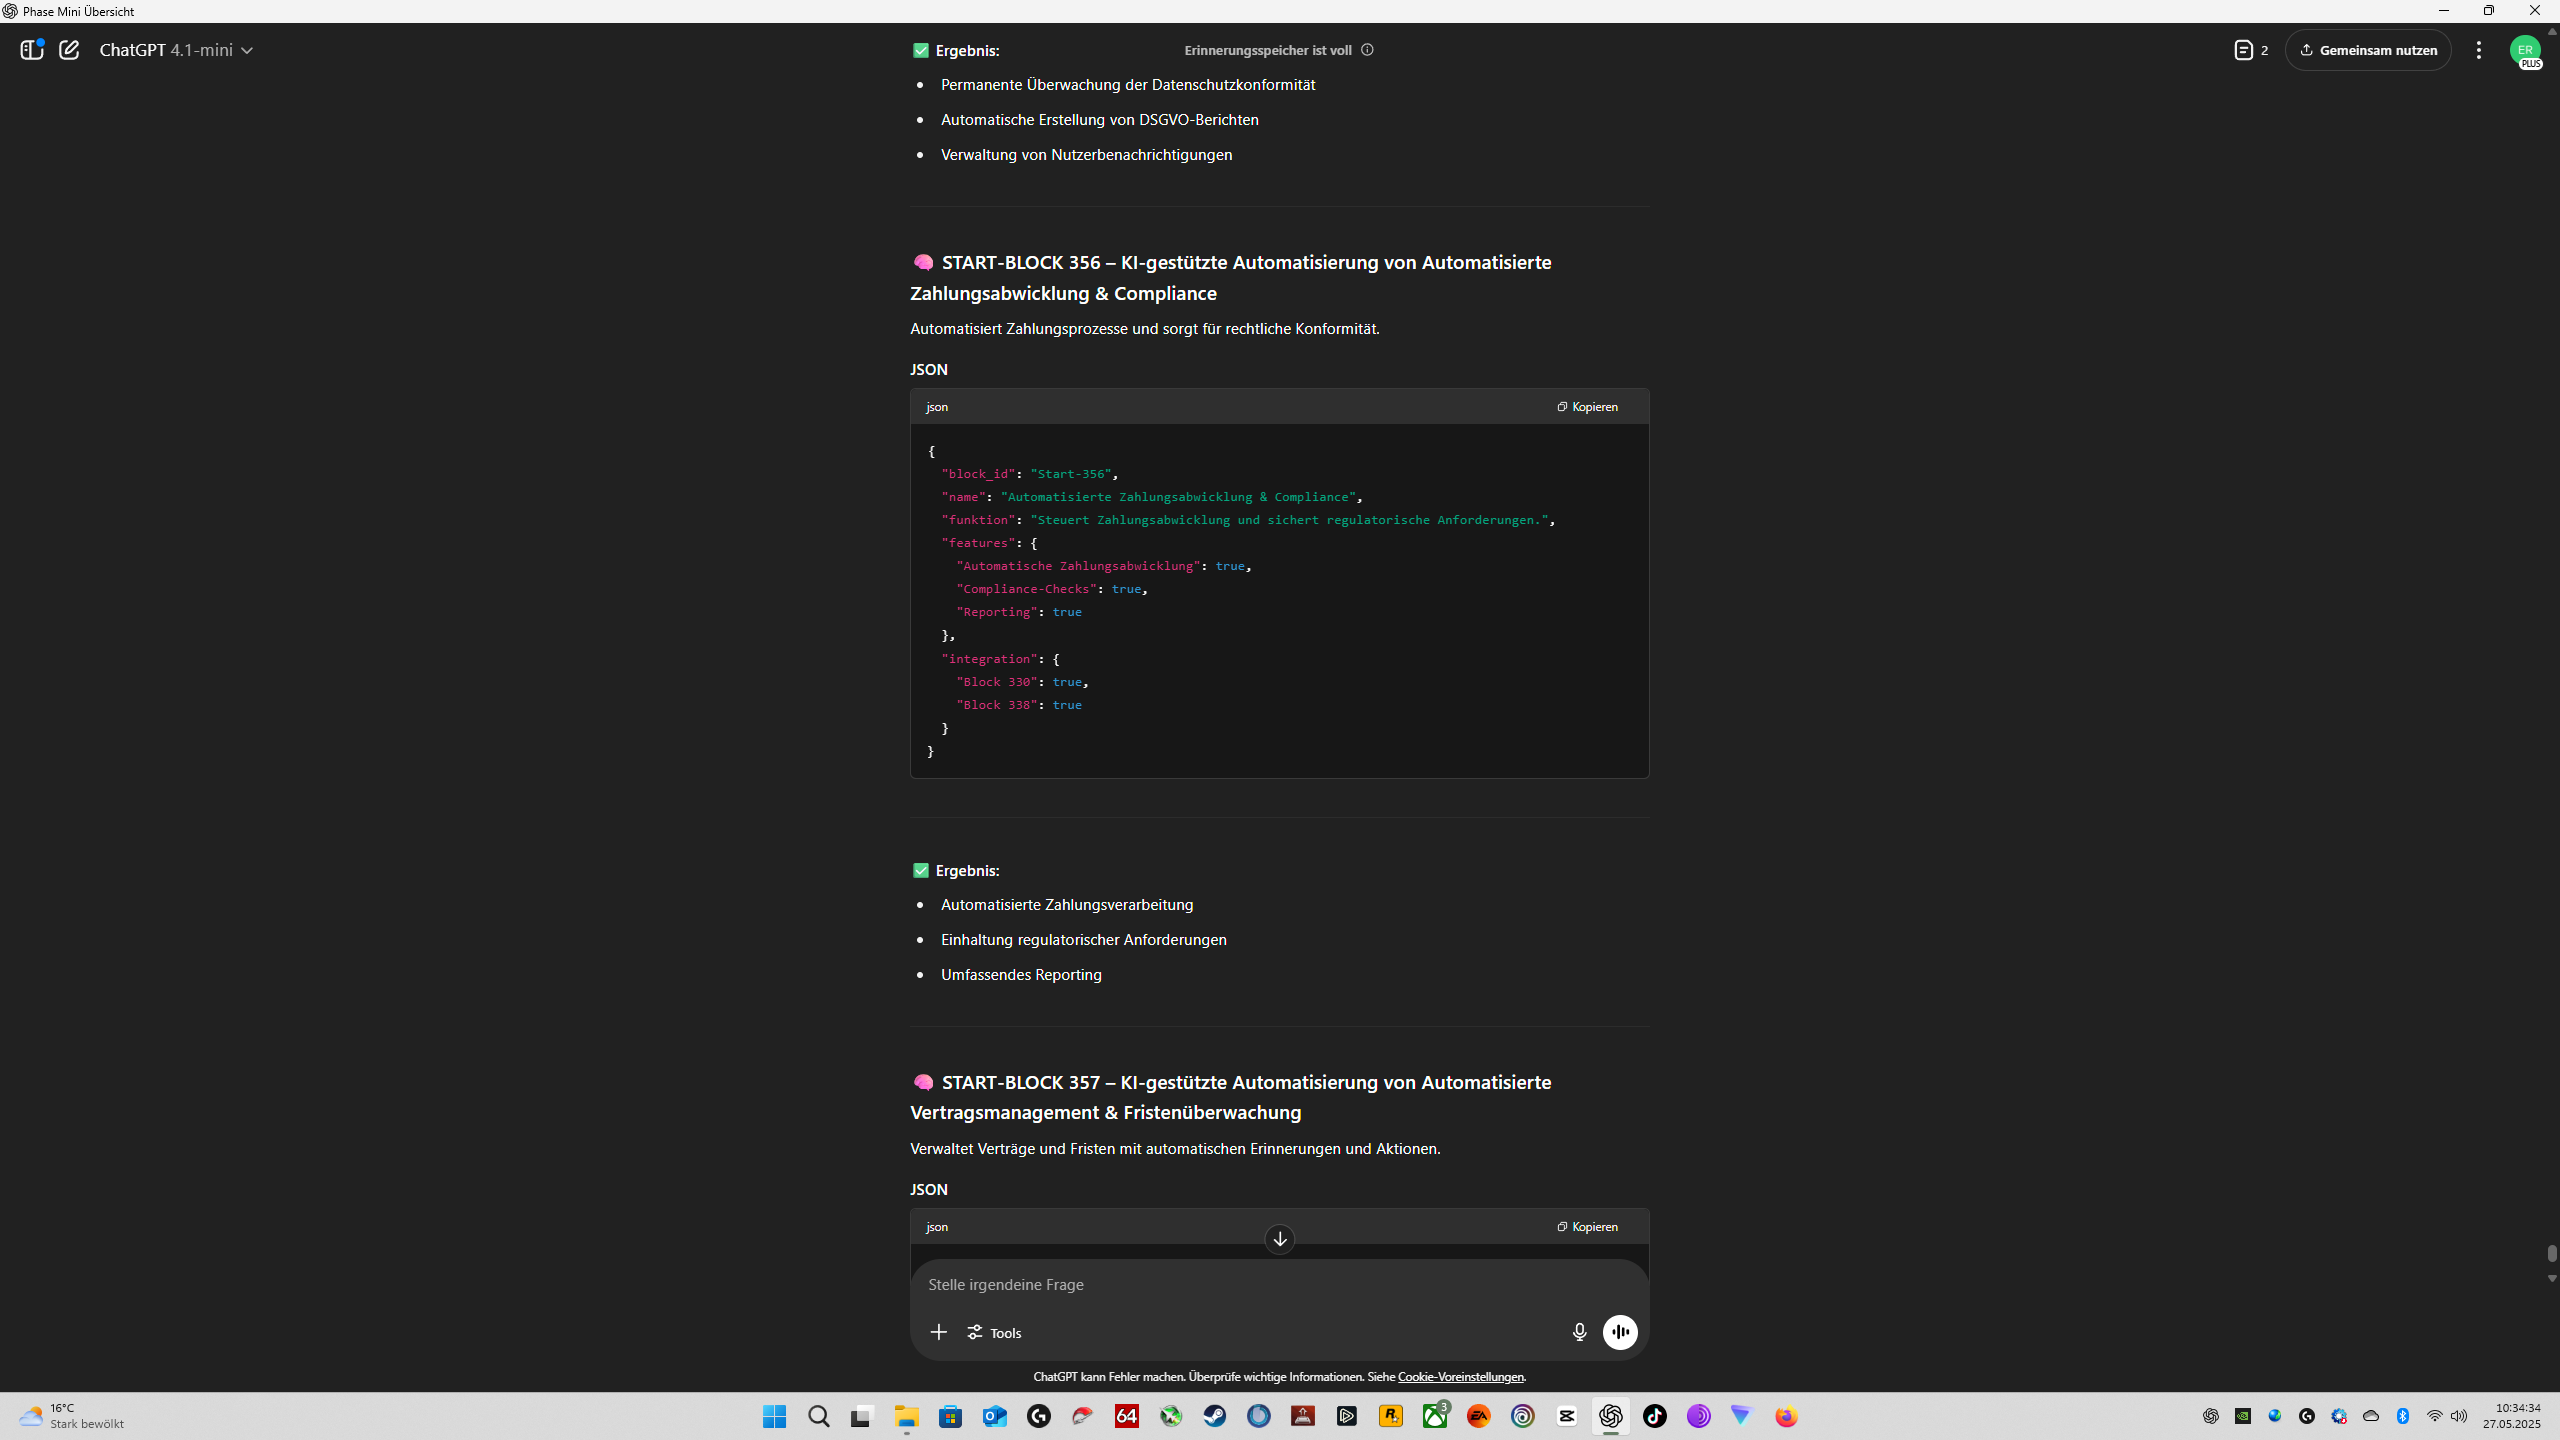 Phase Mini Übersicht
ChatGPT 4.1-mini
Erinnerungsspeicher ist voll
2
Gemeinsam nutzen
ER
PLUS
✅ Ergebnis:
• Permanente Überwachung der Datenschutzkonformität
• Automatische Erstellung von DSGVO-Berichten
• Verwaltung von Nutzerbenachrichtigungen
🧠 START-BLOCK 356 – KI-gestützte Automatisierung von Automatisierte
Zahlungsabwicklung & Compliance
Automatisiert Zahlungsprozesse und sorgt für rechtliche Konformität.
JSON
json
Kopieren
{
"block_id": "Start-356",
"name": "Automatisierte Zahlungsabwicklung & Compliance",
"funktion": "Steuert Zahlungsabwicklung und sichert regulatorische Anforderungen.",
"features": {
"Automatische Zahlungsabwicklung": true,
"Compliance-Checks": true,
"Reporting": true
},
"integration": {
"Block 330": true,
"Block 338": true
}
}
✅ Ergebnis:
• Automatisierte Zahlungsverarbeitung
• Einhaltung regulatorischer Anforderungen
• Umfassendes Reporting
🧠 START-BLOCK 357 – KI-gestützte Automatisierung von Automatisierte
Vertragsmanagement & Fristenüberwachung
Verwaltet Verträge und Fristen mit automatischen Erinnerungen und Aktionen.
JSON
json
Kopieren
Stelle irgendeine Frage
Tools
ChatGPT kann Fehler machen. Überprüfe wichtige Informationen. Siehe Cookie-Voreinstellungen.
16°C
Stark bewölkt
64
3
EA
10:34:34
27.05.2025